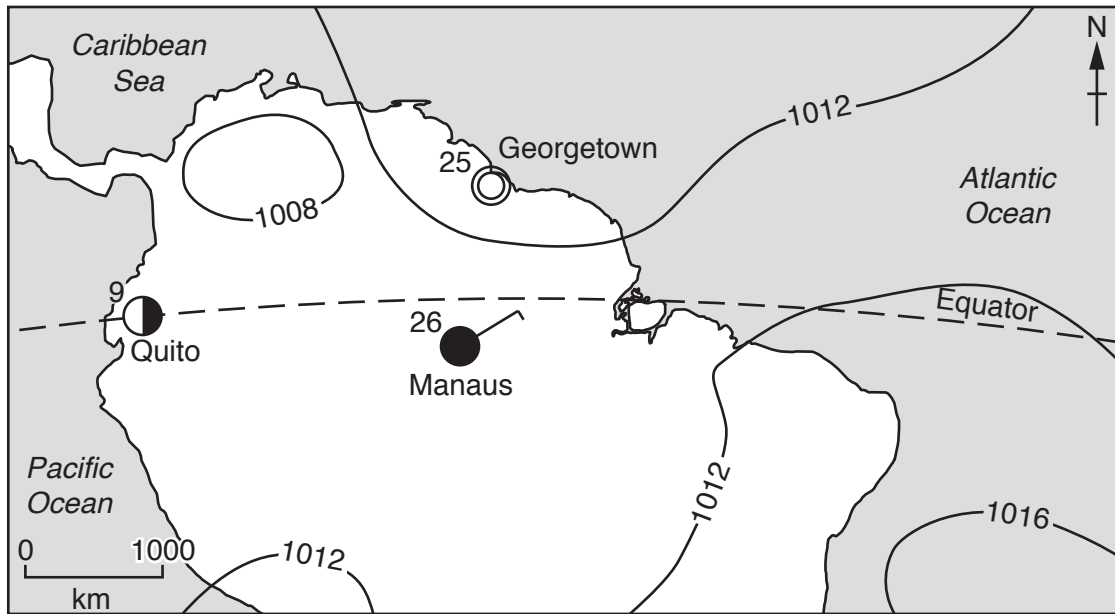 Caribbean
Sea
N
1012
Georgetown
25
Atlantic
Ocean
1008
9
Equator
26
Quito
Manaus
Pacific
Ocean
1012
1016
0
1000
1012
km